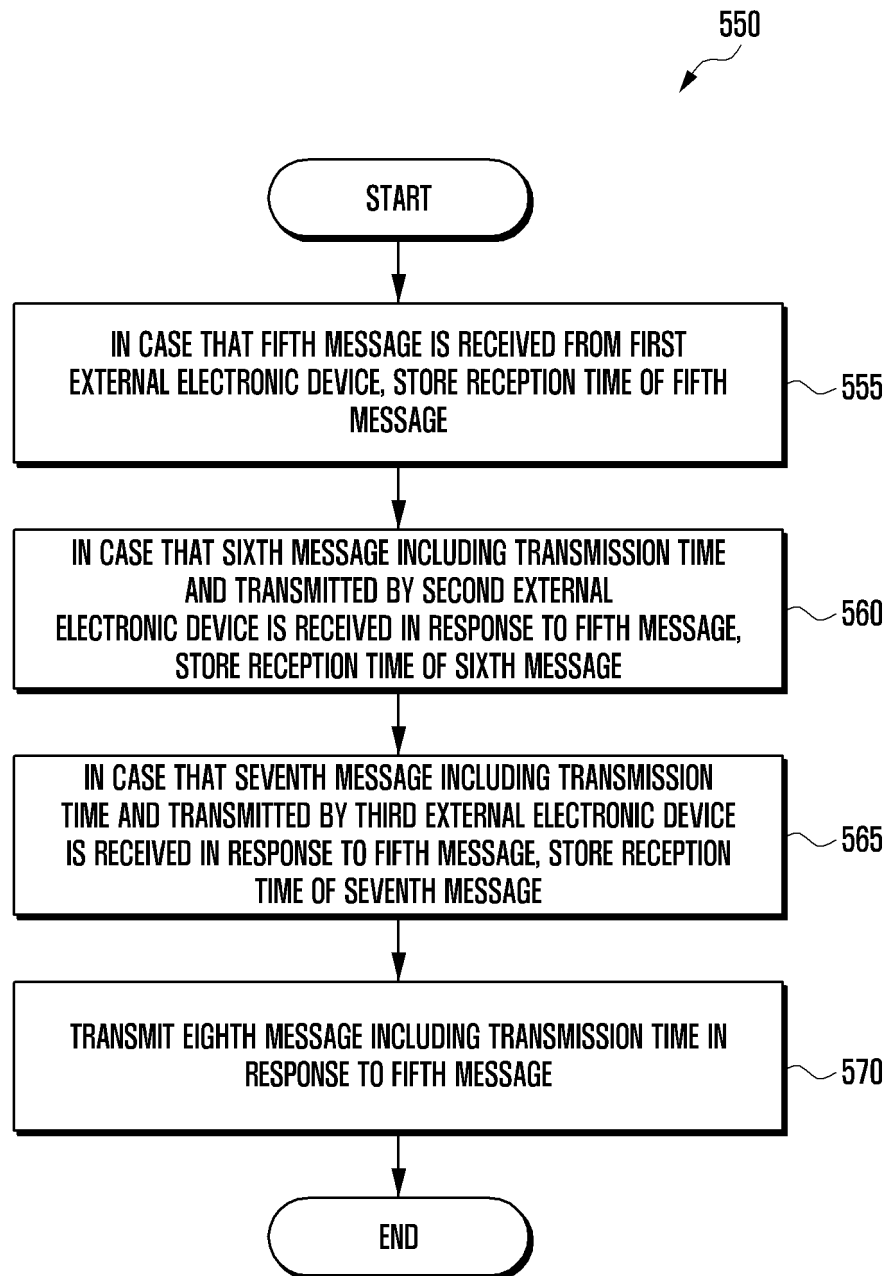 550
START
IN CASE THAT FIFTH MESSAGE IS RECEIVED FROM FIRST
EXTERNAL ELECTRONIC DEVICE, STORE RECEPTION TIME OF FIFTH
MESSAGE
555
IN CASE THAT SIXTH MESSAGE INCLUDING TRANSMISSION TIME
AND TRANSMITTED BY SECOND EXTERNAL
ELECTRONIC DEVICE IS RECEIVED IN RESPONSE TO FIFTH MESSAGE,
STORE RECEPTION TIME OF SIXTH MESSAGE
560
IN CASE THAT SEVENTH MESSAGE INCLUDING TRANSMISSION
TIME AND TRANSMITTED BY THIRD EXTERNAL ELECTRONIC DEVICE
IS RECEIVED IN RESPONSE TO FIFTH MESSAGE, STORE RECEPTION
TIME OF SEVENTH MESSAGE
565
TRANSMIT EIGHTH MESSAGE INCLUDING TRANSMISSION TIME IN
RESPONSE TO FIFTH MESSAGE
570
END